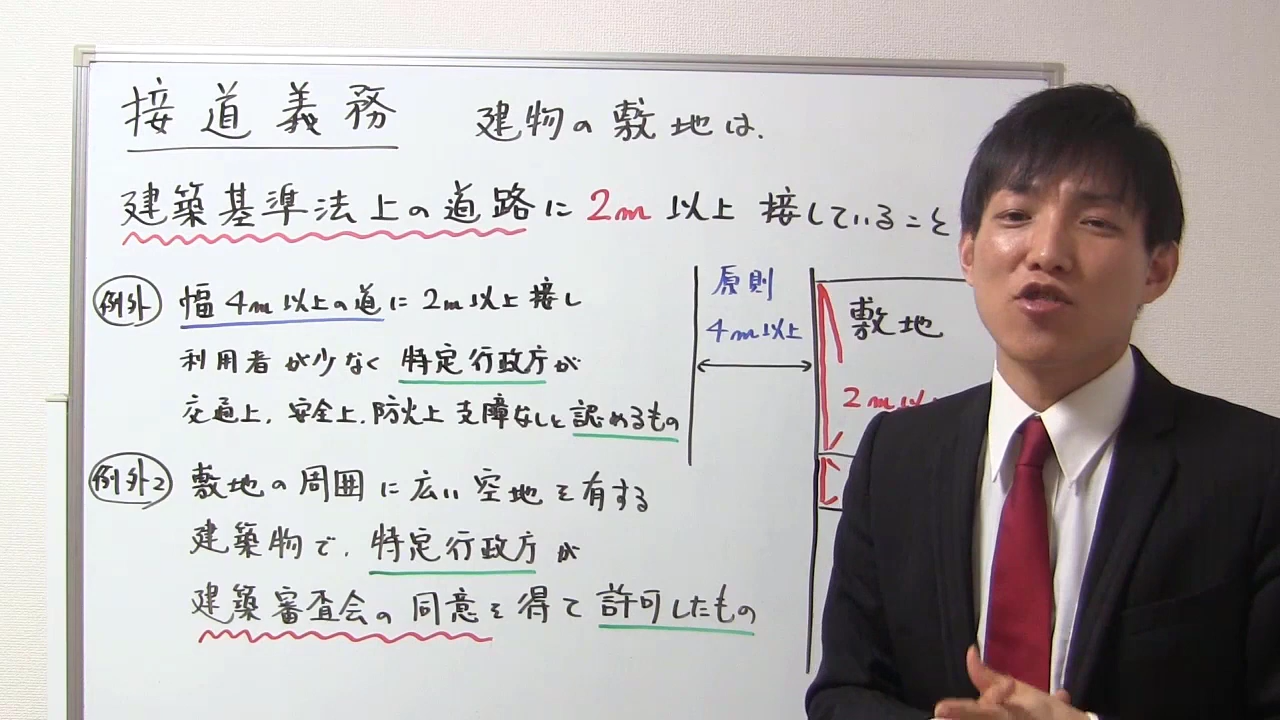 接道義務 建物の敷地は、
建築基準法上の道路に2m以上接していること
例外 幅4m以上の道に2m以上接し
利用者が少なく特定行政庁が
交通上、安全上、防火上支障なしと認めるもの
例外2 敷地の周囲に広い空地を有する
建築物で、特定行政庁が
建築審査会の同意を得て許可したもの
原則
4m以上
敷地
2m以